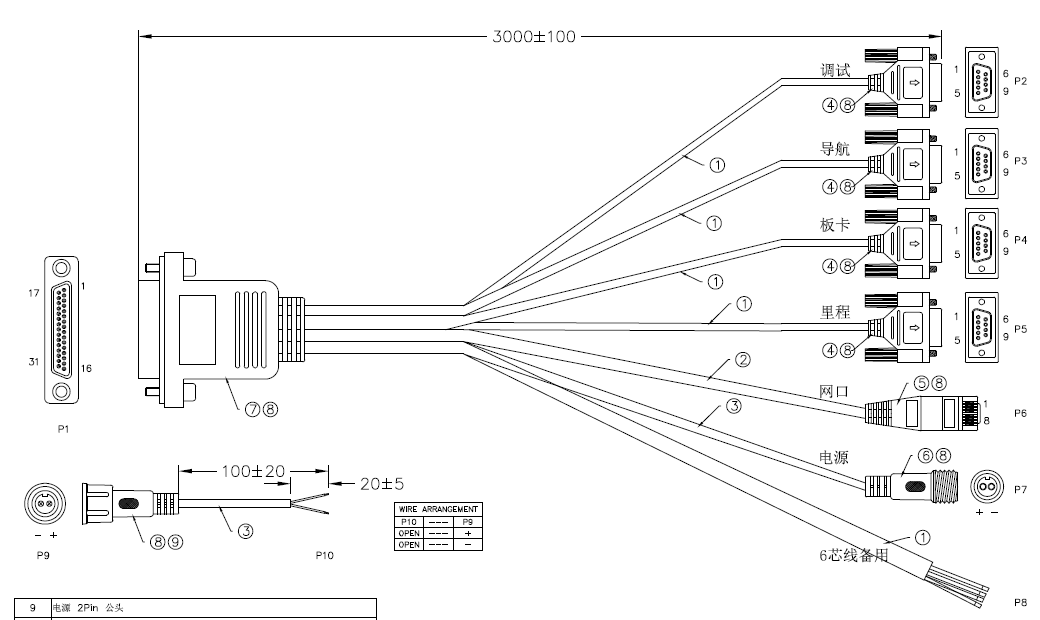 3000±100
调试
④⑧
①
1
5
6
9
P2
导航
④⑧
①
1
5
6
9
P3
板卡
④⑧
①
1
5
6
9
P4
里程
④⑧
①
1
5
6
9
P5
17
1
31
16
P1
⑦⑧
网口
②
⑤⑧
1
8
P6
电源
③
⑥⑧
+ -
P7
6芯线备用
①
P8
100±20
20±5
- +
P9
⑧⑨
③
P10
WIRE ARRANGEMENT
P10 --- P9
OPEN --- +
OPEN --- -
9 电源 2Pin 公头